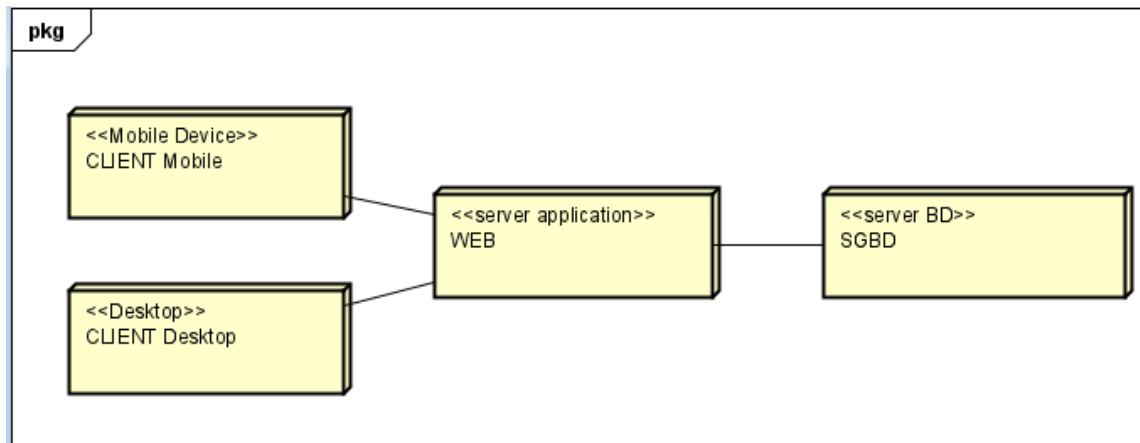 pkg
<<Mobile Device>>
CLIENT Mobile
<<server application>>
WEB
<<server BD>>
SGBD
<<Desktop>>
CLIENT Desktop